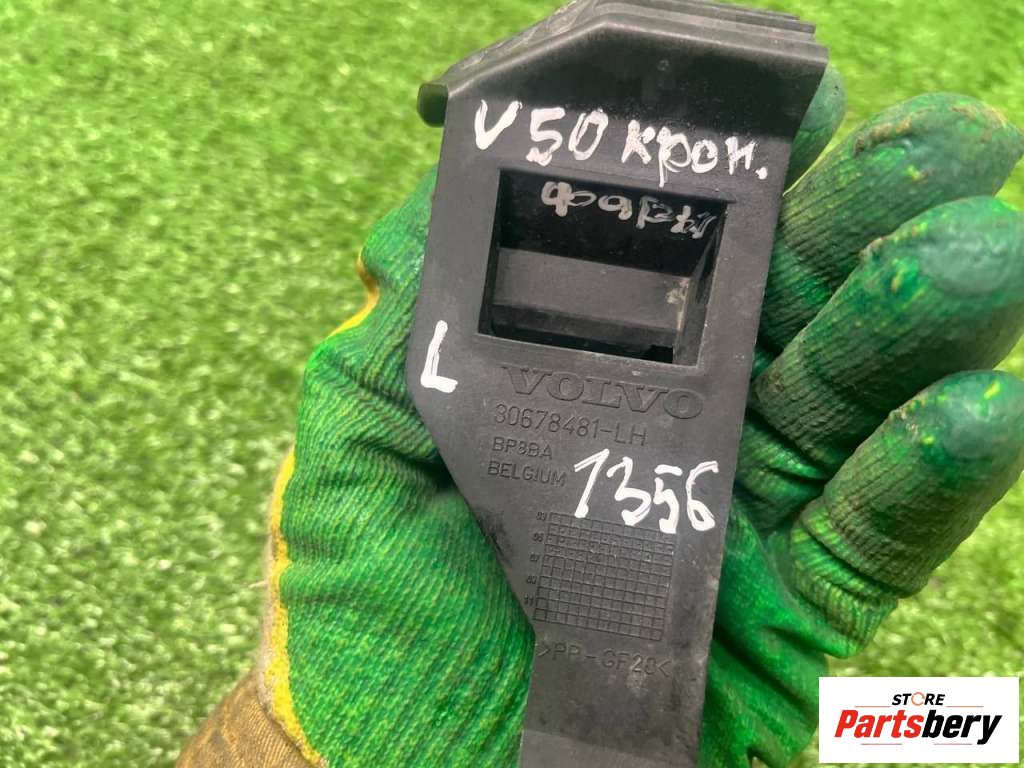 V50 крон.
фары
L
VOLVO
30678481-LH
BP8BA
BELGIUM
1356
>PP-GF20<
STORE
Partsbery